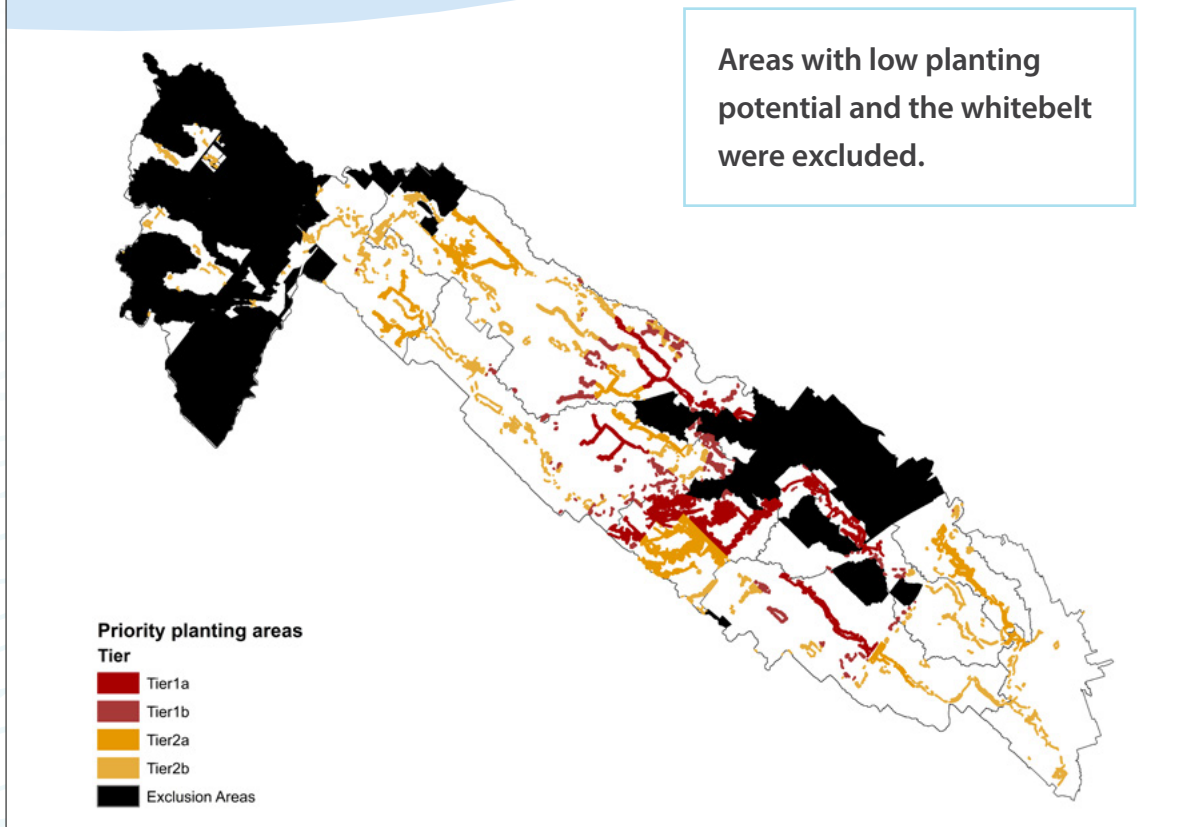 Areas with low planting
potential and the whitebelt
were excluded.
Priority planting areas
Tier
Tier1a
Tier1b
Tier2a
Tier2b
Exclusion Areas